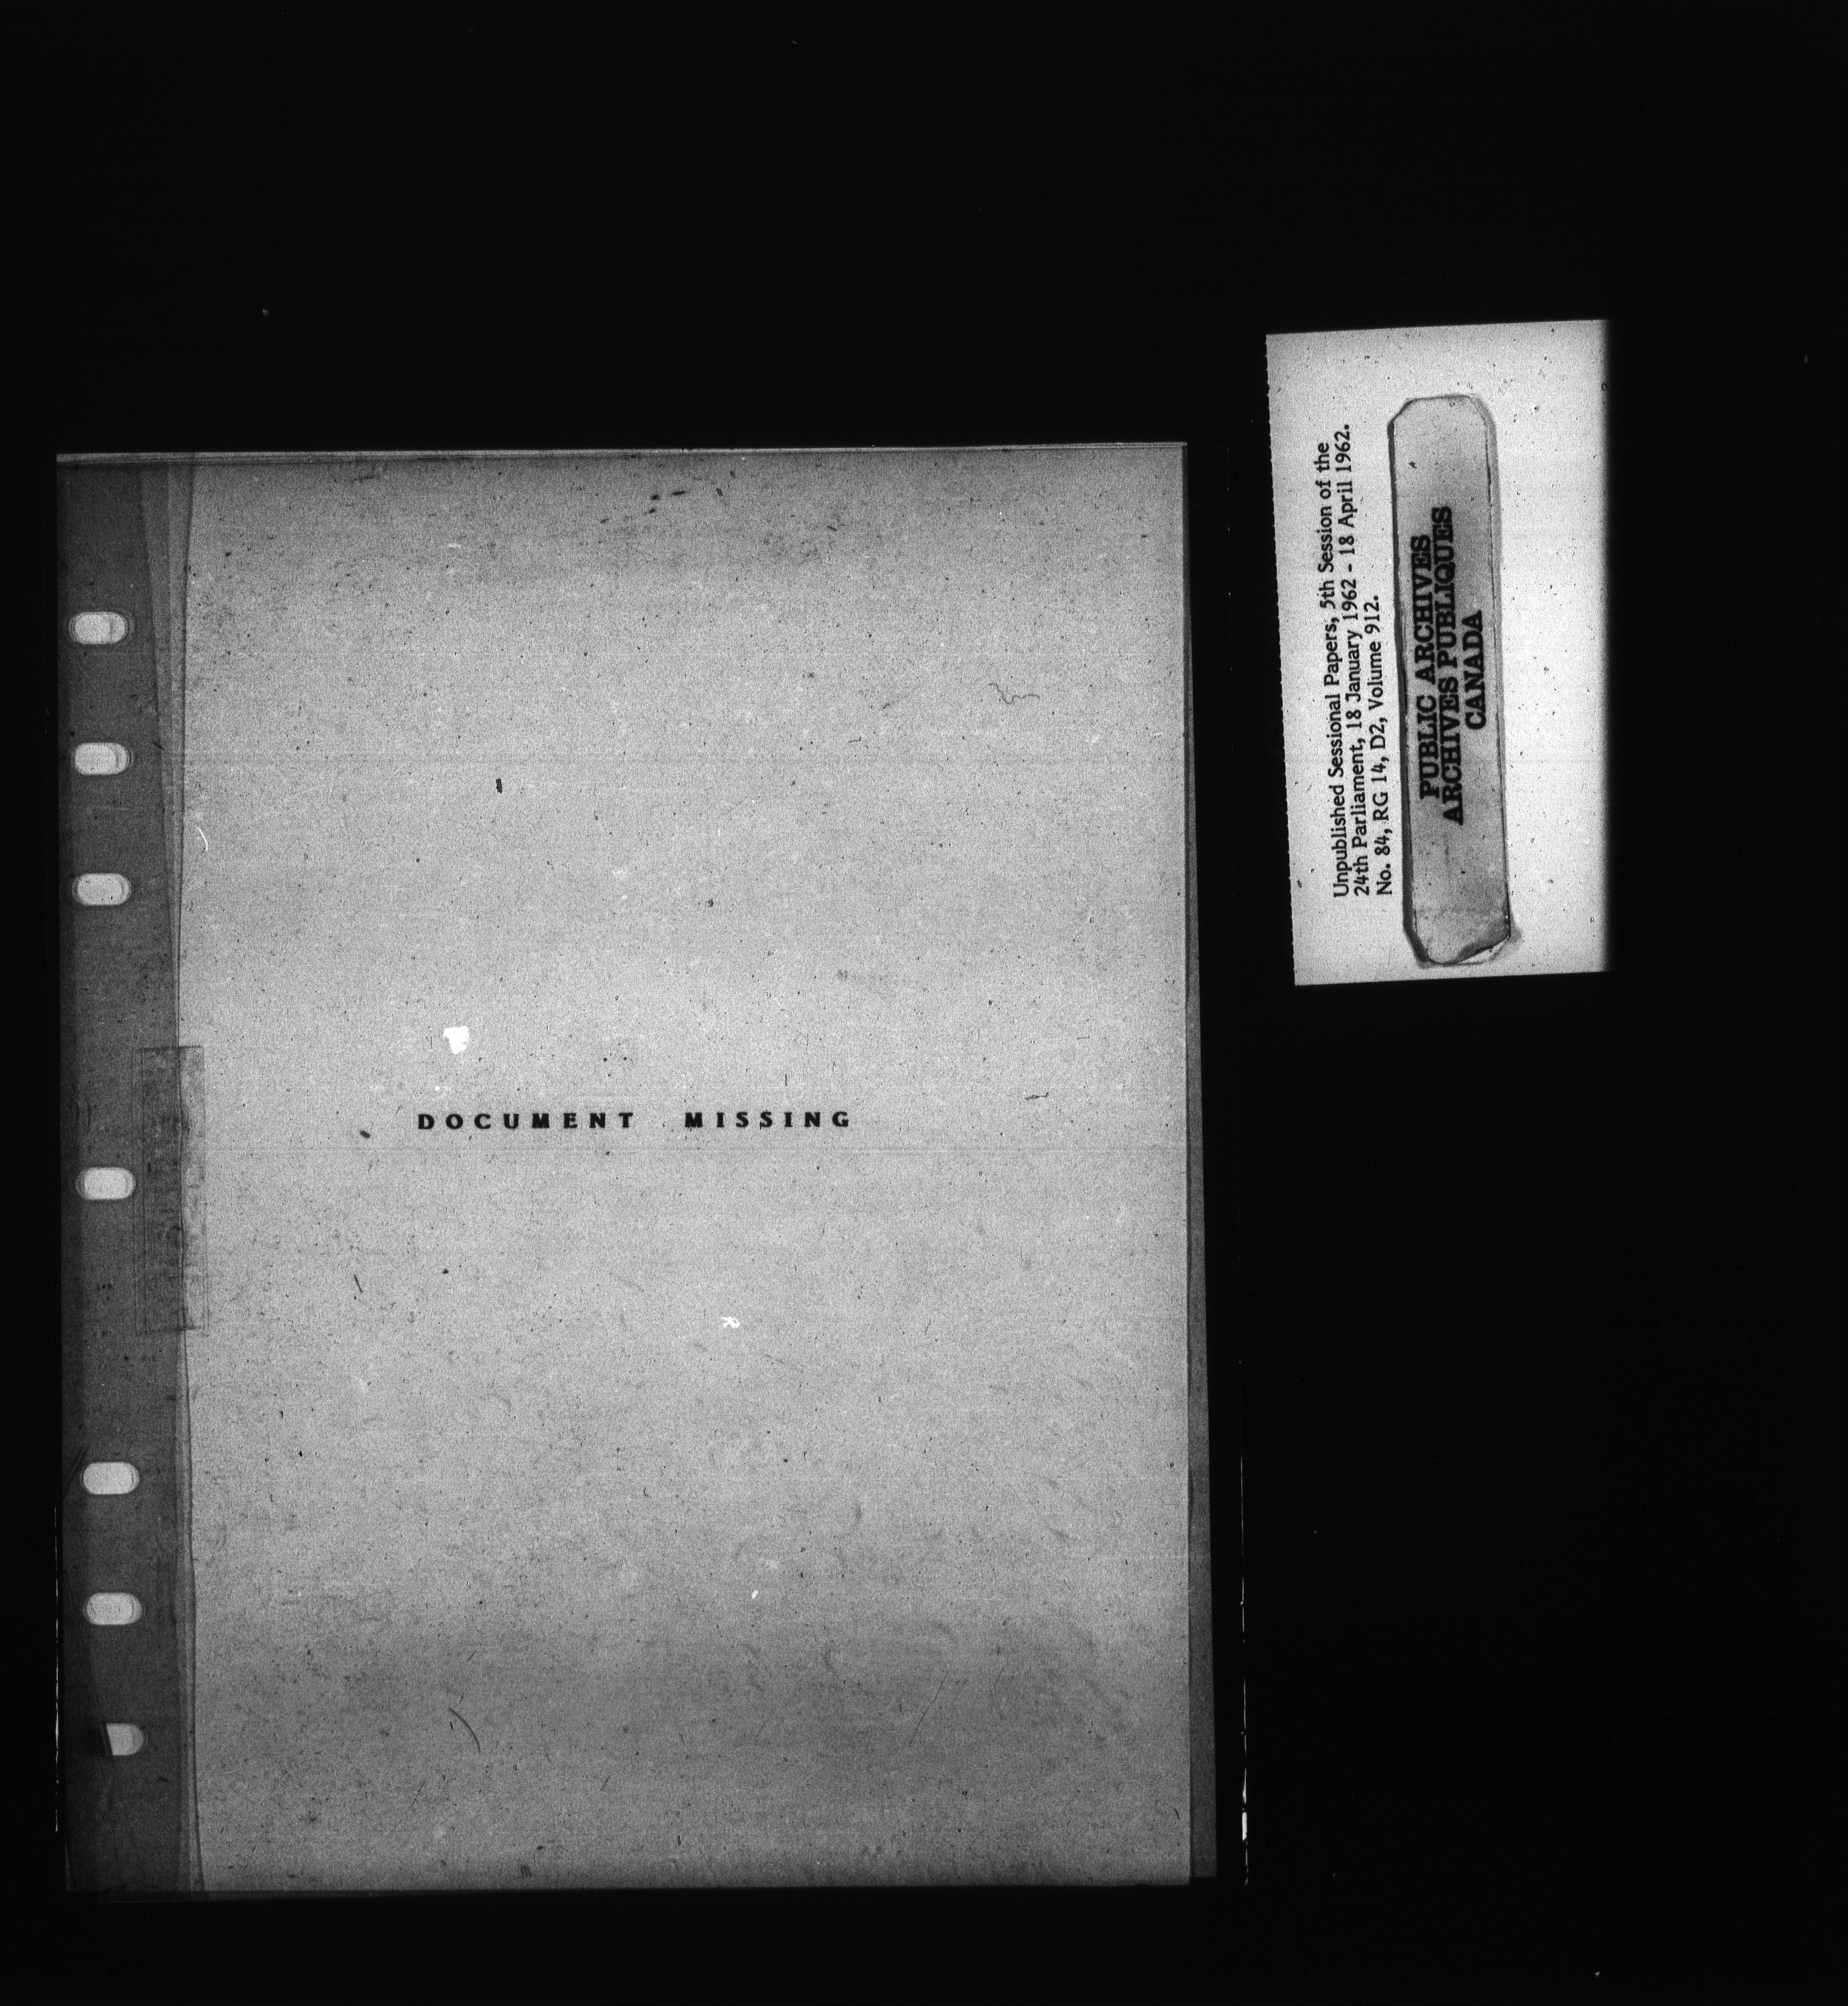 DOCUMENT MISSING
Unpublished Sessional Papers, 5th Session of the
24th Parliament, 18 January 1962 - 18 April 1962.
No. 84, RG 14, D2, Volume 912.
PUBLIC ARCHIVES
ARCHIVES PUBLIQUES
CANADA